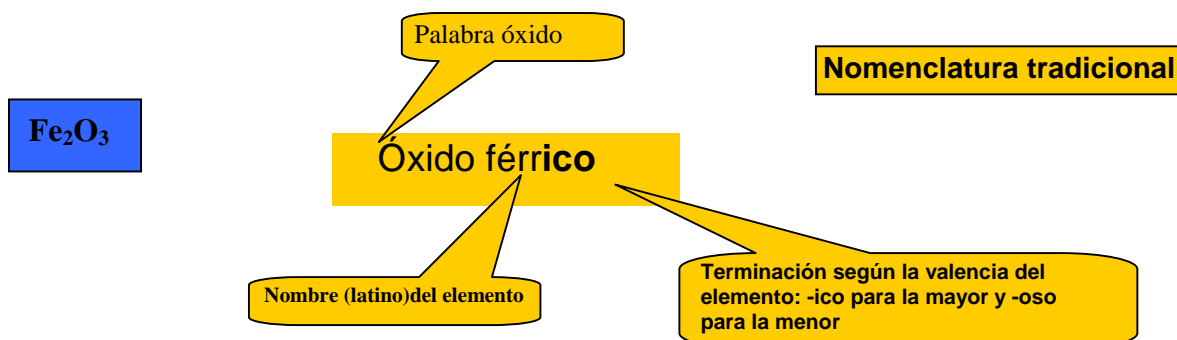 Palabra óxido
Nomenclatura tradicional
Fe₂O₃
Óxido férrico
Nombre (latino)del elemento
Terminación según la valencia del
elemento: -ico para la mayor y -oso
para la menor